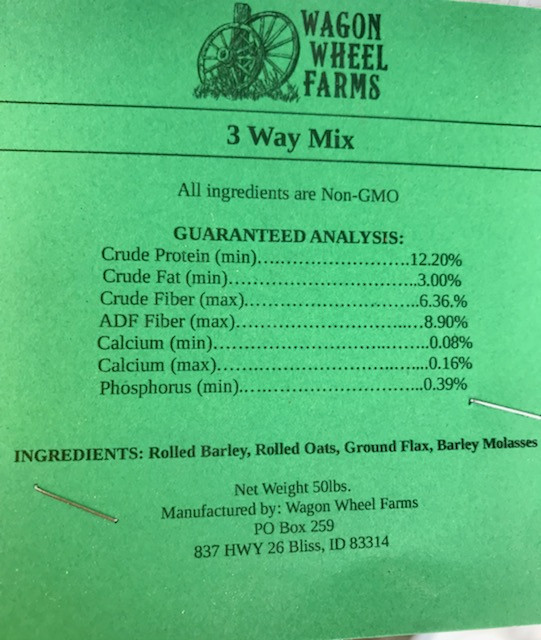 WAGON
WHEEL
FARMS
3 Way Mix
All ingredients are Non-GMO
GUARANTEED ANALYSIS:
Crude Protein (min)……………………….12.20%
Crude Fat (min)……………………………..3.00%
Crude Fiber (max)…………………………..6.36.%
ADF Fiber (max)………………………..…..8.90%
Calcium (min)……………………………….0.08%
Calcium (max)……………………….…...0.16%
Phosphorus (min)…………………………...0.39%
INGREDIENTS: Rolled Barley, Rolled Oats, Ground Flax, Barley Molasses
Net Weight 50lbs.
Manufactured by: Wagon Wheel Farms
PO Box 259
837 HWY 26 Bliss, ID 83314